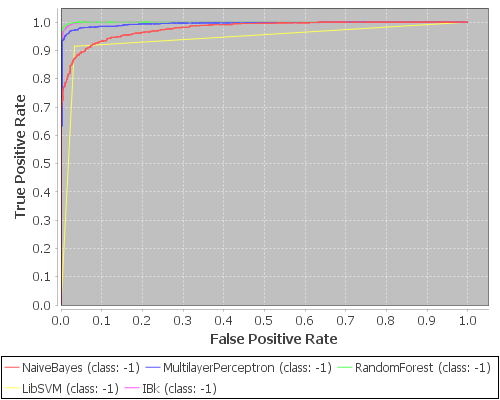 True Positive Rate
1.0
0.9
0.8
0.7
0.6
0.5
0.4
0.3
0.2
0.1
0.0
0.0 0.1 0.2 0.3 0.4 0.5 0.6 0.7 0.8 0.9 1.0
False Positive Rate
NaiveBayes (class: -1) MultilayerPerceptron (class: -1) RandomForest (class: -1)
LibSVM (class: -1) IBk (class: -1)